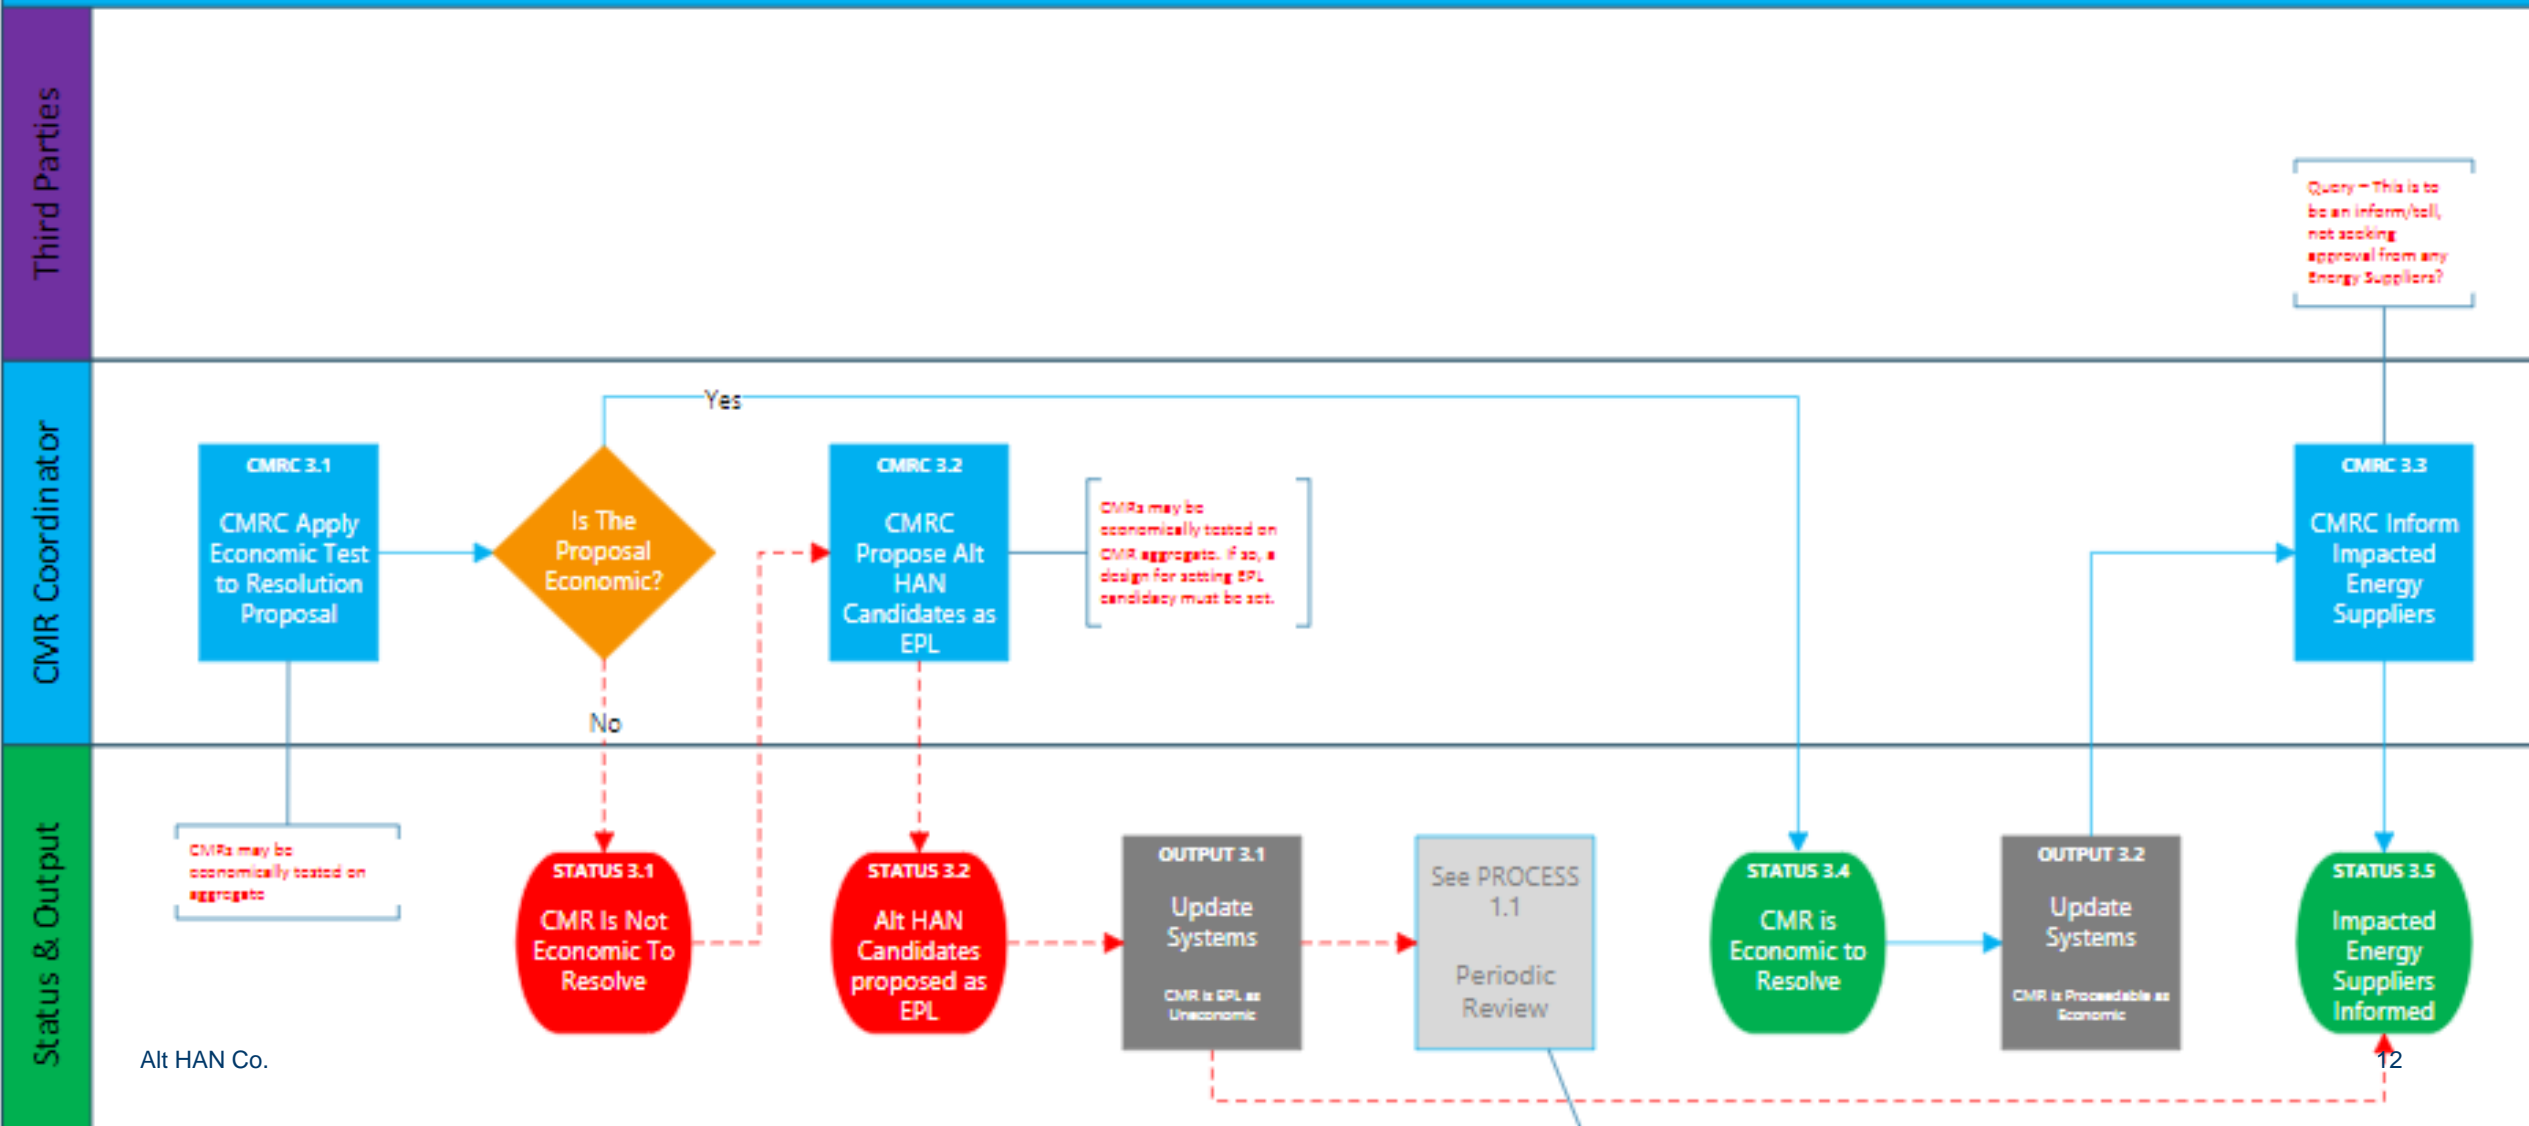 Third Parties
Query – This is to
be an inform/tell,
not seeking
approval from any
Energy Suppliers?
CMR Coordinator
Yes
CMRC 3.1
CMRC Apply
Economic Test
to Resolution
Proposal
Is The
Proposal
Economic?
No
CMRC 3.2
CMRC
Propose Alt
HAN
Candidates as
EPL
CMRs may be
economically tested on
CMR aggregate. If so, a
design for setting EPL
candidacy must be set.
CMRC 3.3
CMRC Inform
Impacted
Energy
Suppliers
Status & Output
CMRs may be
economically tested on
aggregate
STATUS 3.1
CMR Is Not
Economic To
Resolve
STATUS 3.2
Alt HAN
Candidates
proposed as
EPL
OUTPUT 3.1
Update
Systems
CMR is EPL as
Uneconomic
See PROCESS
1.1
Periodic
Review
STATUS 3.4
CMR is
Economic to
Resolve
OUTPUT 3.2
Update
Systems
CMR is Proceedable as
Economic
STATUS 3.5
Impacted
Energy
Suppliers
Informed
Alt HAN Co.
12